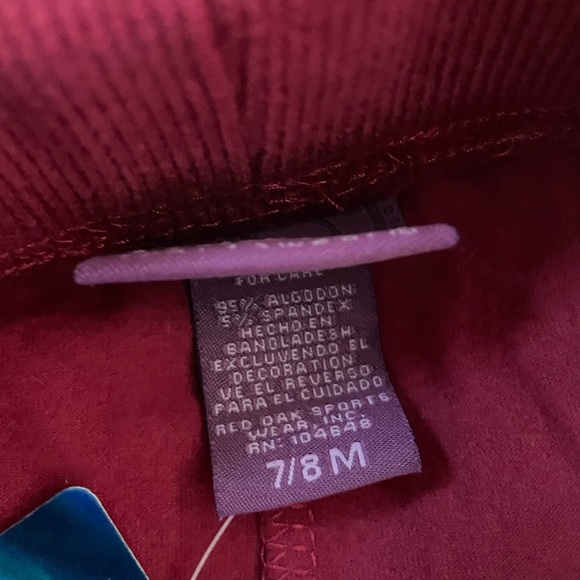 FOR CARE
95% ALGODON
5% SPANDEX
HECHO EN
BANGLADESH
EXCLUYENDO EL
DECORATION
VE EL REVERSO
PARA EL CUIDADO
RED OAK SPORTS
WEAR, INC.
RN: 104648
7/8 M